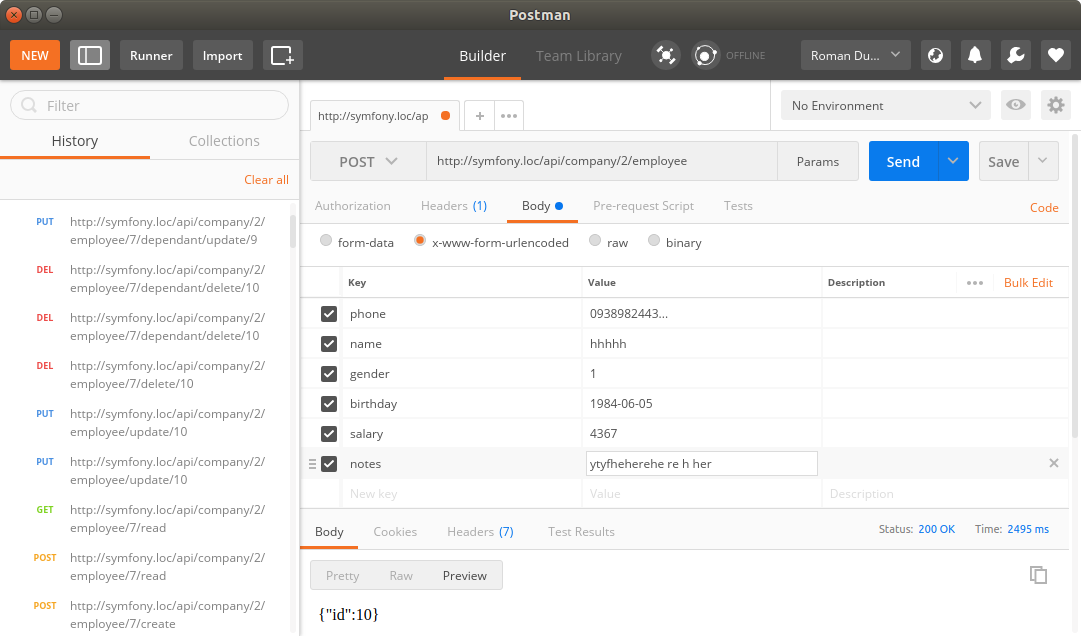 Postman
NEW
Runner
Import
Builder
Team Library
OFFLINE
Roman Du...
Filter
History
Collections
Clear all
PUT http://symfony.loc/api/company/2/
employee/7/dependant/update/9
DEL http://symfony.loc/api/company/2/
employee/7/dependant/delete/10
DEL http://symfony.loc/api/company/2/
employee/7/dependant/delete/10
DEL http://symfony.loc/api/company/2/
employee/7/delete/10
PUT http://symfony.loc/api/company/2/
employee/update/10
PUT http://symfony.loc/api/company/2/
employee/update/10
GET http://symfony.loc/api/company/2/
employee/7/read
POST http://symfony.loc/api/company/2/
employee/7/read
POST http://symfony.loc/api/company/2/
employee/7/create
http://symfony.loc/ap
+
•••
No Environment
POST
http://symfony.loc/api/company/2/employee
Params
Send
Save
Authorization
Headers (1)
Body
Pre-request Script
Tests
Code
form-data
x-www-form-urlencoded
raw
binary
Key Value Description ••• Bulk Edit
phone 0938982443...
name hhhhh
gender 1
birthday 1984-06-05
salary 4367
notes ytyfheherehe re h her
New key Value Description
Body
Cookies
Headers (7)
Test Results
Status: 200 OK
Time: 2495 ms
Pretty
Raw
Preview
{"id":10}